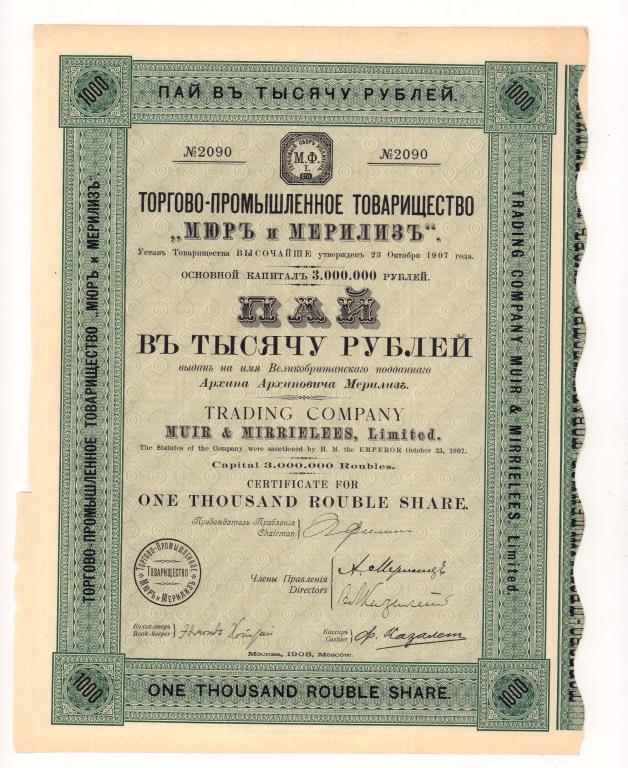 ПАЙ ВЪ ТЫСЯЧУ РУБЛЕЙ.
1000
1000
№2090
М.Ф.
I.
№2090
ТОРГОВО-ПРОМЫШЛЕННОЕ ТОВАРИЩЕСТВО
„МЮРЪ и МЕРИЛИЗЪ“.
Уставъ Товарищества ВЫСОЧАЙШЕ утвержденъ 23 Октября 1907 года.
ОСНОВНОЙ КАПИТАЛЪ 3.000.000 РУБЛЕЙ.
ПАЙ
ВЪ ТЫСЯЧУ РУБЛЕЙ
выданъ на имя Великобританскаго подданнаго
Архипа Архиповича Мерилизъ.
TRADING COMPANY
MUIR & MIRRIELEES, Limited.
The Statutes of the Company were sanctioned by H. M. the EMPEROR October 23, 1907.
Capital 3.000.000 Roubles.
CERTIFICATE FOR
ONE THOUSAND ROUBLE SHARE.
Предсѣдатель Правленія
Chairman
Члены Правленія
Directors
А. Мерилизъ
ТОРГОВО-ПРОМЫШЛЕННОЕ
ТОВАРИЩЕСТВО
МЮРЪ и МЕРИЛИЗЪ
Бухгалтеръ
Book-keeper
Эдмондъ
Кассиръ
Cashier
Ф. Казалетъ
Москва, 1908, Moscow.
1000
ONE THOUSAND ROUBLE SHARE.
1000
ТОРГОВО-ПРОМЫШЛЕННОЕ ТОВАРИЩЕСТВО „МЮРЪ и МЕРИЛИЗЪ“
TRADING COMPANY MUIR & MIRRIELEES, Limited.